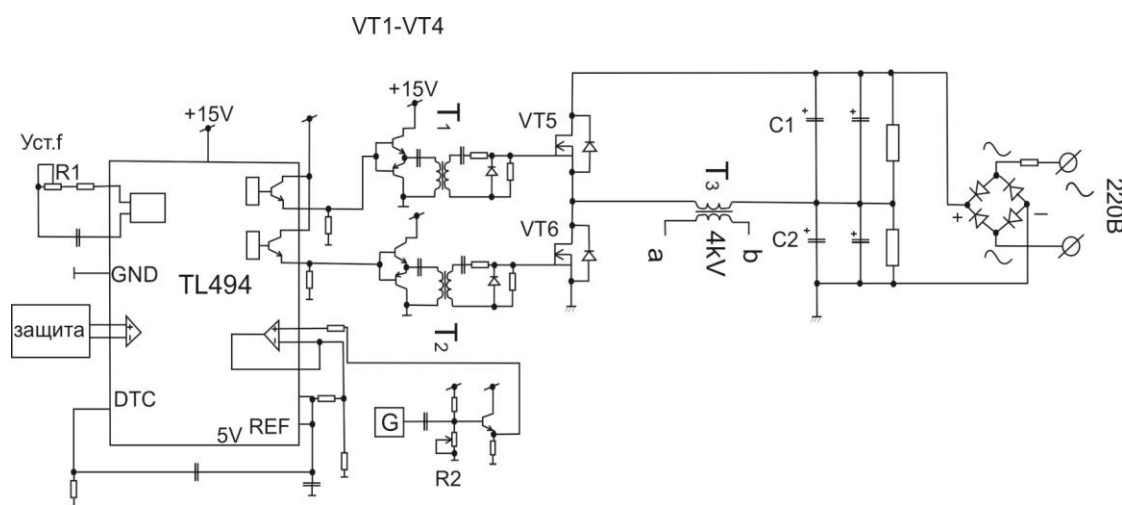 VT1-VT4
+15V
Уст.f
R1
GND
TL494
защита
DTC
REF
5V
+15V
T1
VT5
VT6
T2
G
R2
T3
4kV
a
b
C1
C2
+
−
220В